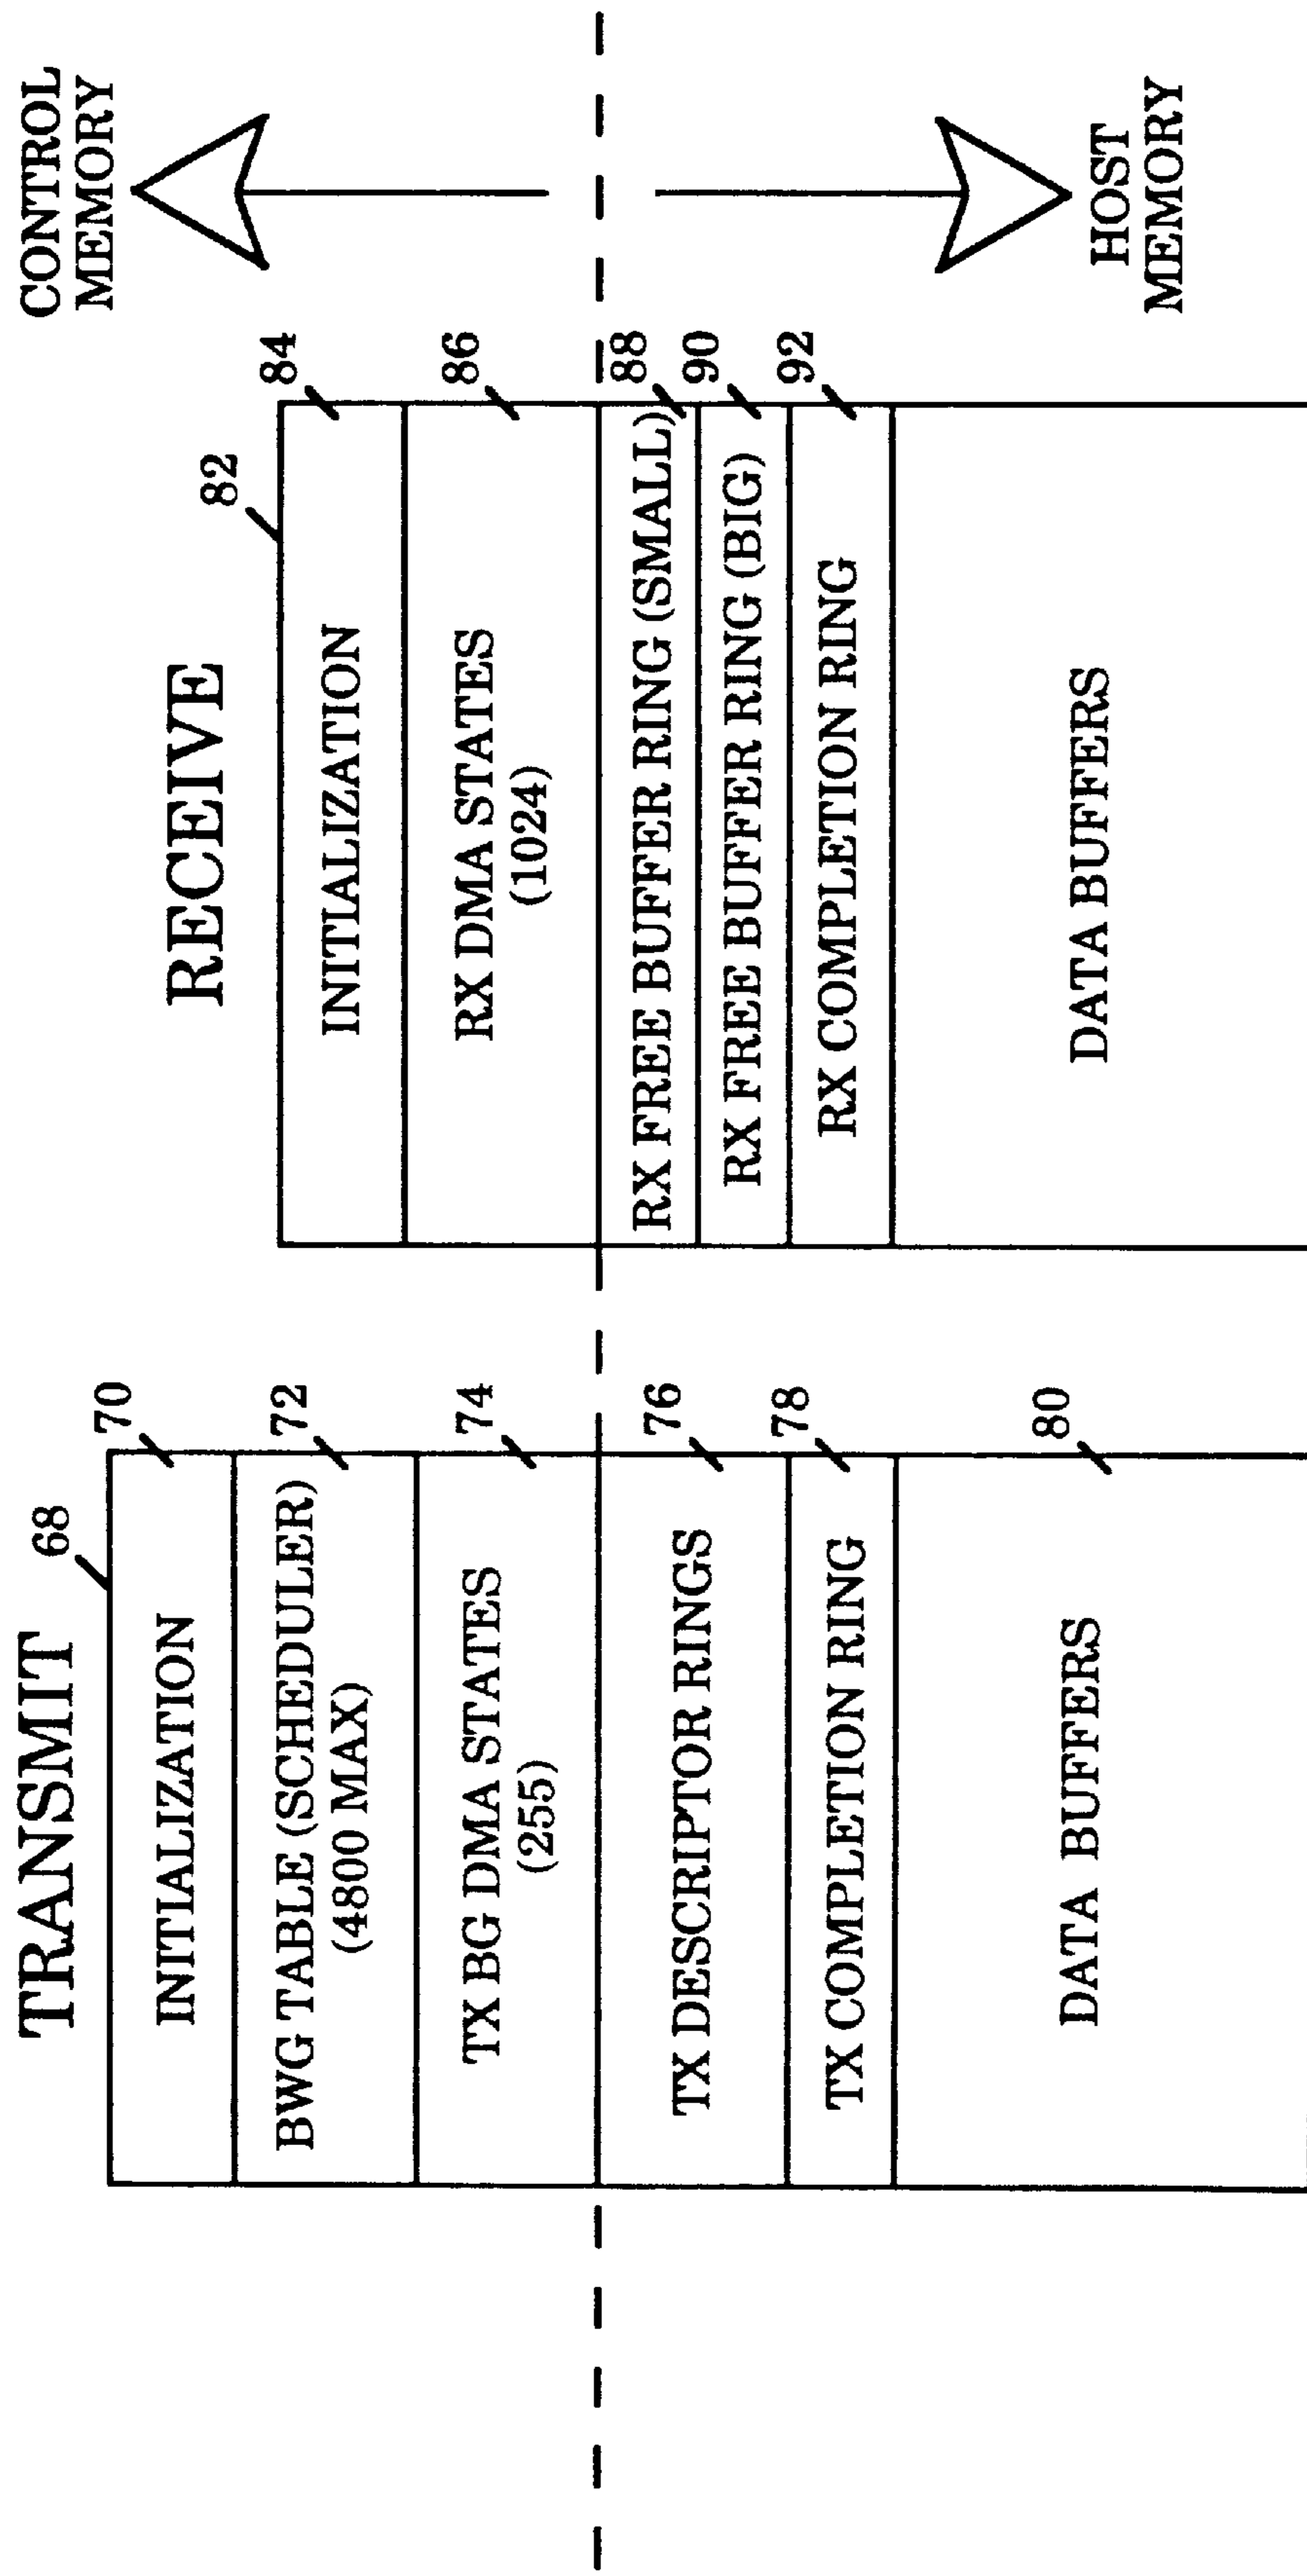 TRANSMIT
68
70
INITIALIZATION
72
BWG TABLE (SCHEDULER)
(4800 MAX)
74
TX BG DMA STATES
(255)
76
TX DESCRIPTOR RINGS
78
TX COMPLETION RING
80
DATA BUFFERS
RECEIVE
82
84
INITIALIZATION
86
RX DMA STATES
(1024)
88
RX FREE BUFFER RING (SMALL)
90
RX FREE BUFFER RING (BIG)
92
RX COMPLETION RING
DATA BUFFERS
CONTROL
MEMORY
HOST
MEMORY